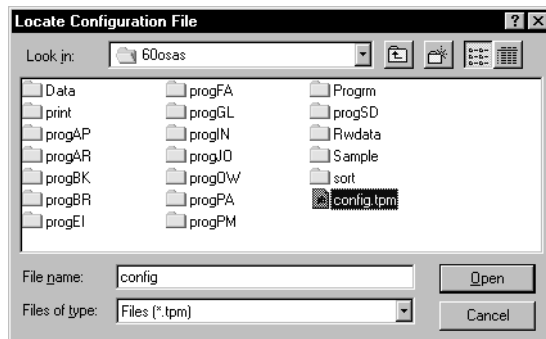 Locate Configuration File
Look in: 60osas
Data progFA Progrm
print progGL progSD
progAP progIN Rwdata
progAR progJO Sample
progBK progOW sort
progBR progPA config.tpm
progEI progPM
File name: config Open
Files of type: Files (*.tpm) Cancel